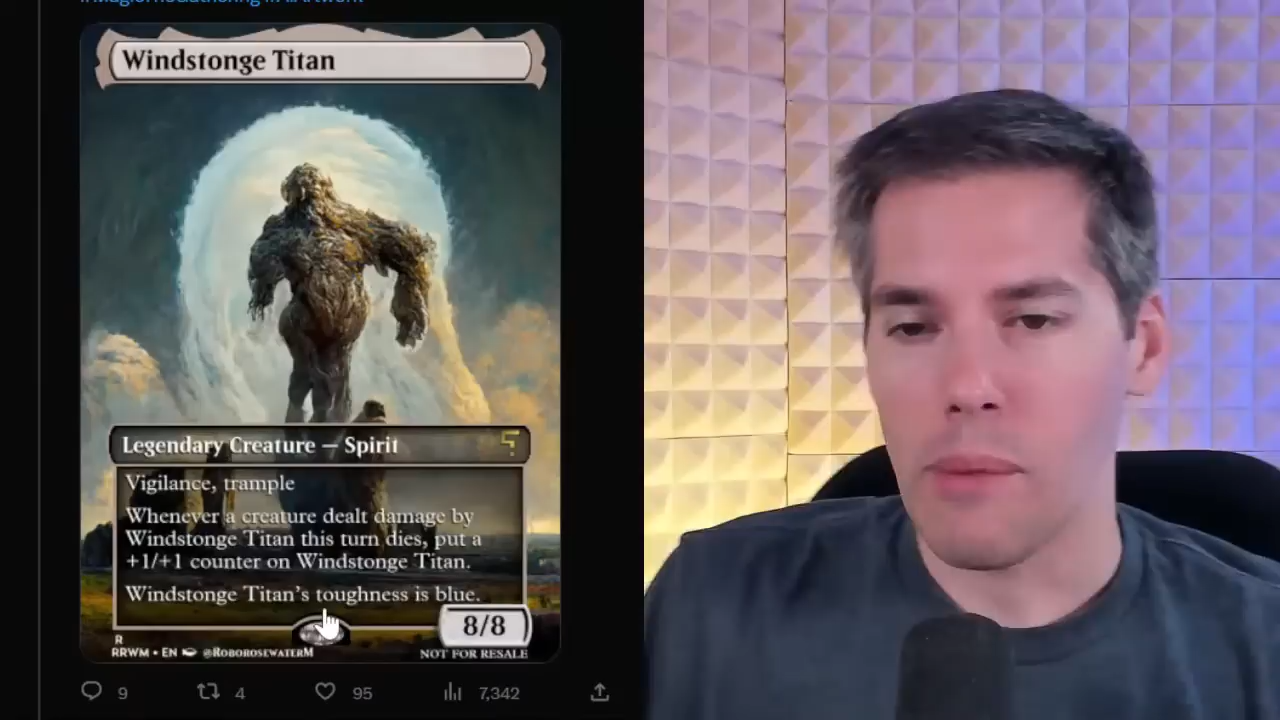 Windstonge Titan
Legendary Creature — Spirit
Vigilance, trample
Whenever a creature dealt damage by
Windstonge Titan this turn dies, put a
+1/+1 counter on Windstonge Titan.
Windstonge Titan's toughness is blue.
8/8
R
RRWM • EN @RoborosewaterM
NOT FOR RESALE
9 4 95 7,342